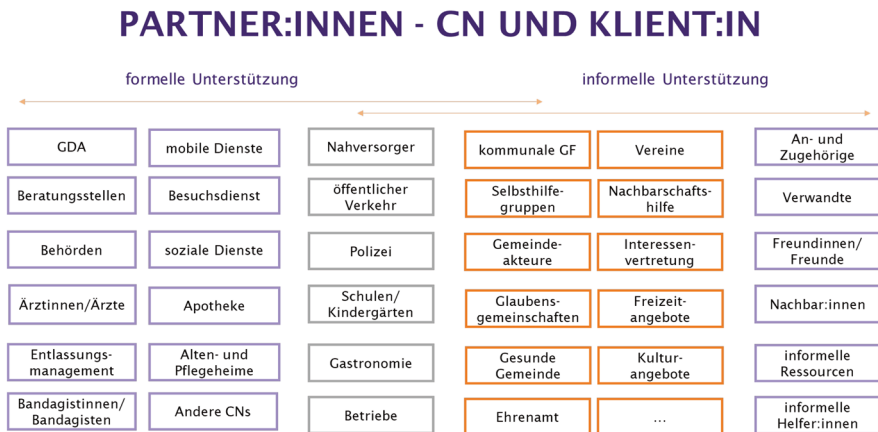 PARTNER:INNEN - CN UND KLIENT:IN
formelle Unterstützung
informelle Unterstützung
GDA
mobile Dienste
Nahversorger
kommunale GF
Vereine
An- und
Zugehörige
Beratungsstellen
Besuchsdienst
öffentlicher
Verkehr
Selbsthilfe-
gruppen
Nachbarschafts-
hilfe
Verwandte
Behörden
soziale Dienste
Polizei
Gemeinde-
akteure
Interessen-
vertretung
Freundinnen/
Freunde
Ärztinnen/Ärzte
Apotheke
Schulen/
Kindergärten
Glaubens-
gemeinschaften
Freizeit-
angebote
Nachbar:innen
Entlassungs-
management
Alten- und
Pflegeheime
Gastronomie
Gesunde
Gemeinde
Kultur-
angebote
informelle
Ressourcen
Bandagistinnen/
Bandagisten
Andere CNs
Betriebe
Ehrenamt
...
informelle
Helfer:innen